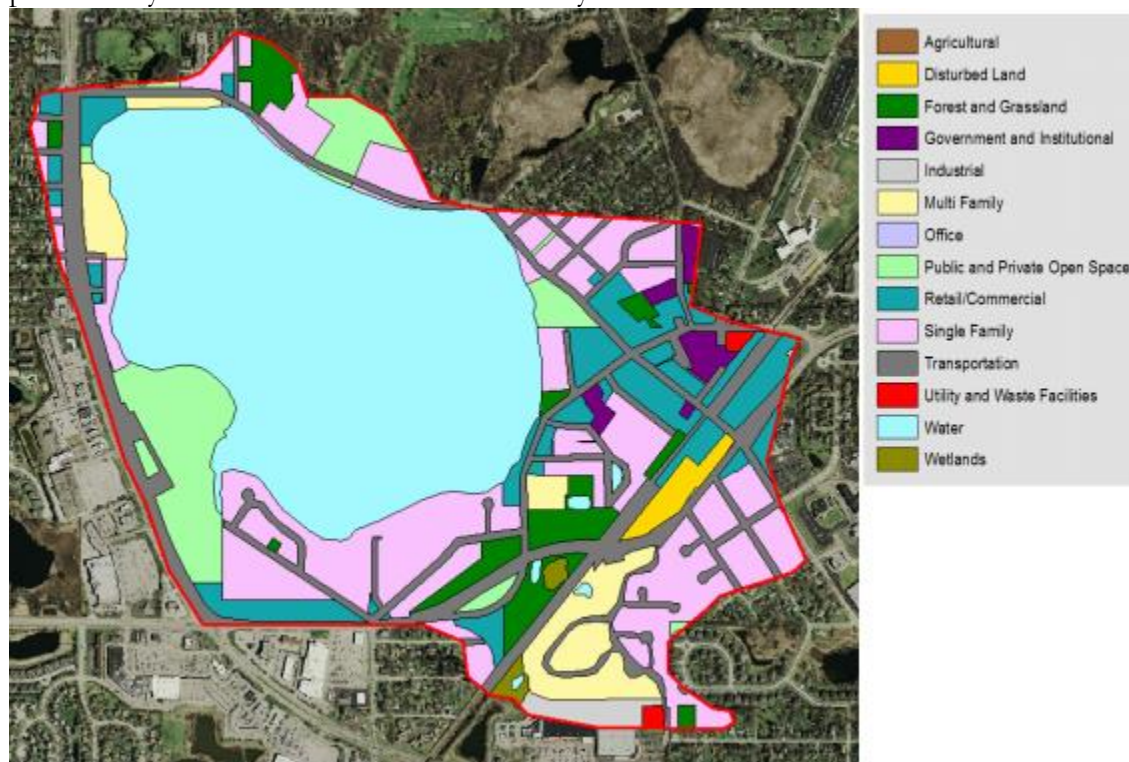 Agricultural
Disturbed Land
Forest and Grassland
Government and Institutional
Industrial
Multi Family
Office
Public and Private Open Space
Retail/Commercial
Single Family
Transportation
Utility and Waste Facilities
Water
Wetlands